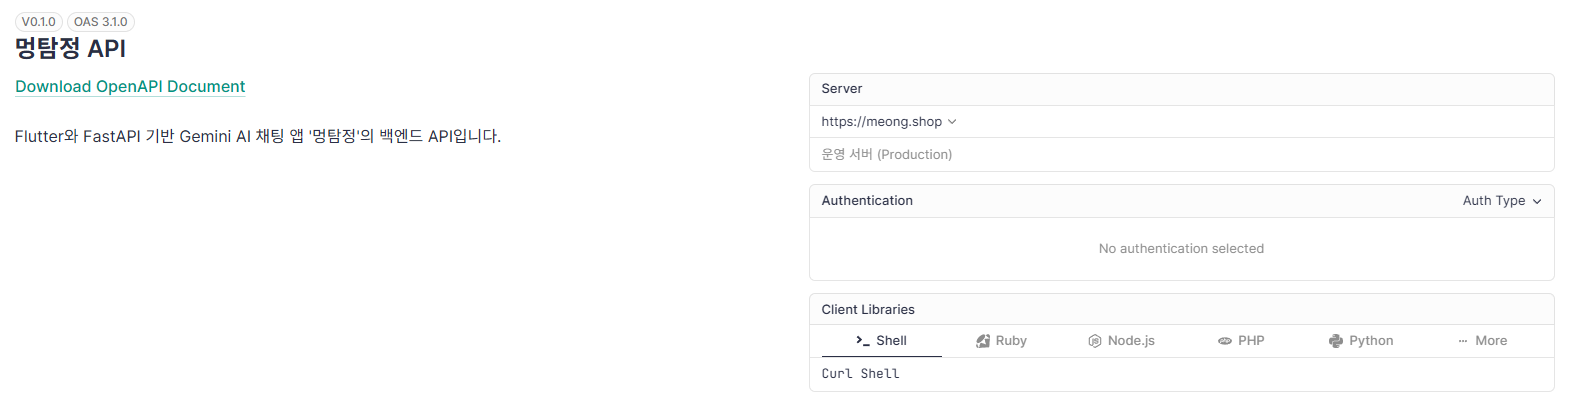 V0.1.0 OAS 3.1.0
멍탐정 API
Download OpenAPI Document
Flutter와 FastAPI 기반 Gemini AI 채팅 앱 '멍탐정'의 백엔드 API입니다.
Server
https://meong.shop
운영 서버 (Production)
Authentication Auth Type
No authentication selected
Client Libraries
Shell Ruby Node.js PHP Python More
Curl Shell